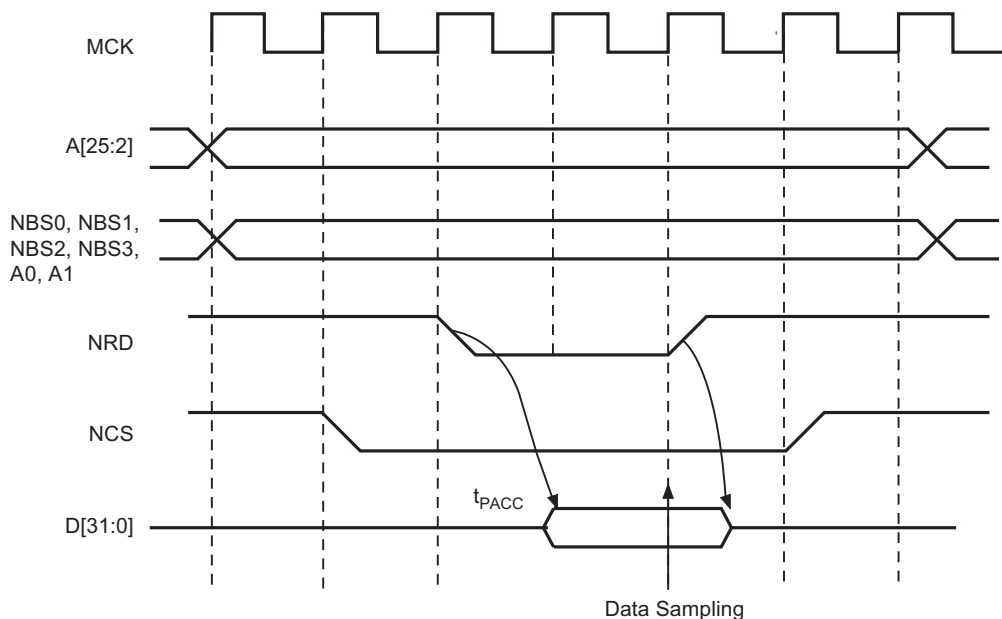 MCK
A[25:2]
NBS0, NBS1,
NBS2, NBS3,
A0, A1
NRD
NCS
tPACC
D[31:0]
Data Sampling